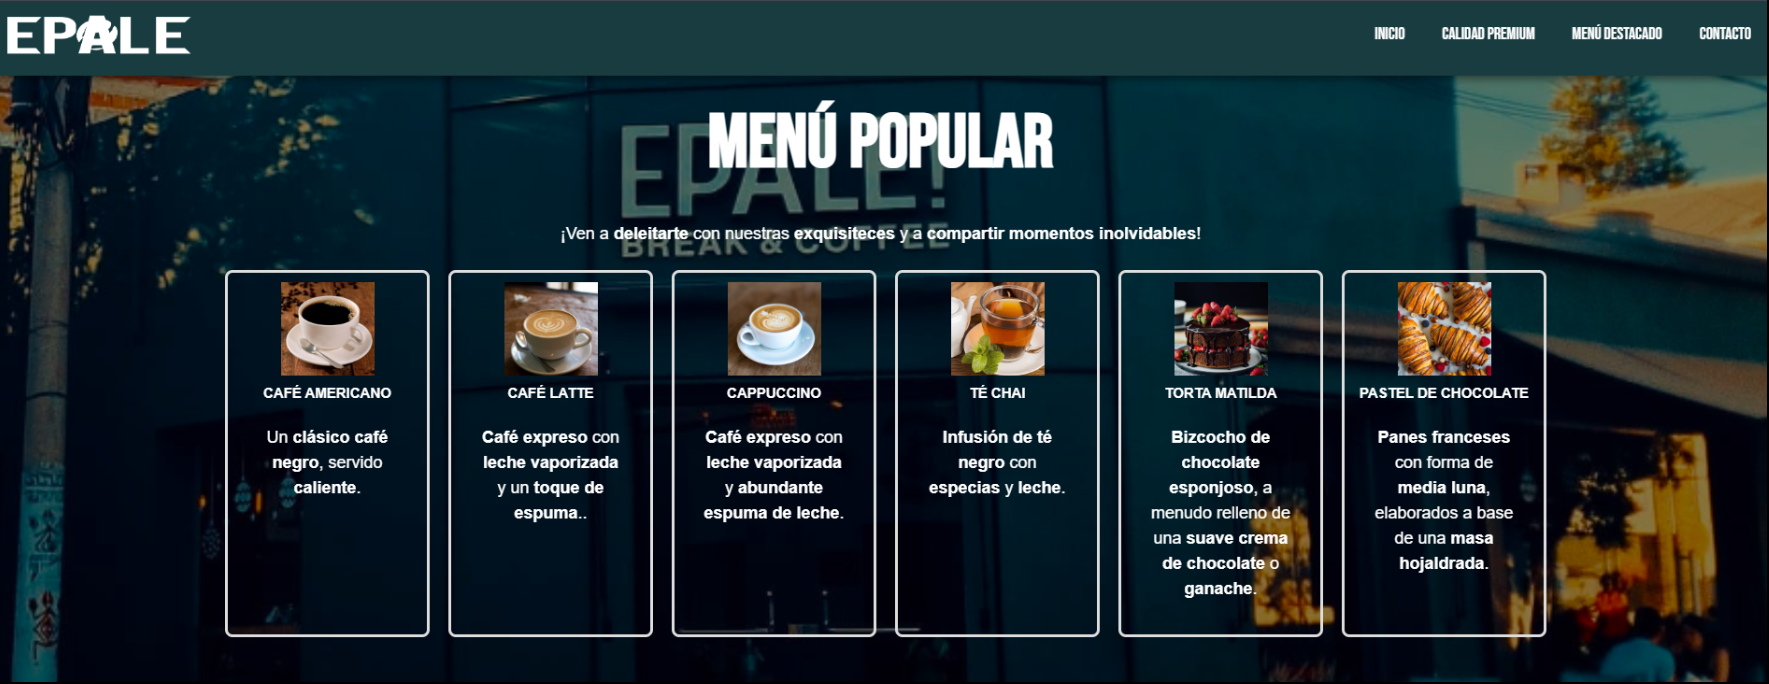 EPALE
INICIO CALIDAD PREMIUM MENÚ DESTACADO CONTACTO
MENÚ POPULAR
EPALE!
BREAK & COFFEE
¡Ven a deleitarte con nuestras exquisiteces y a compartir momentos inolvidables!
CAFÉ AMERICANO
Un clásico café
negro, servido
caliente.
CAFÉ LATTE
Café expreso con
leche vaporizada
y un toque de
espuma..
CAPPUCCINO
Café expreso con
leche vaporizada
y abundante
espuma de leche.
TÉ CHAI
Infusión de té
negro con
especias y leche.
TORTA MATILDA
Bizcocho de
chocolate
esponjoso, a
menudo relleno de
una suave crema
de chocolate o
ganache.
PASTEL DE CHOCOLATE
Panes franceses
con forma de
media luna,
elaborados a base
de una masa
hojaldrada.